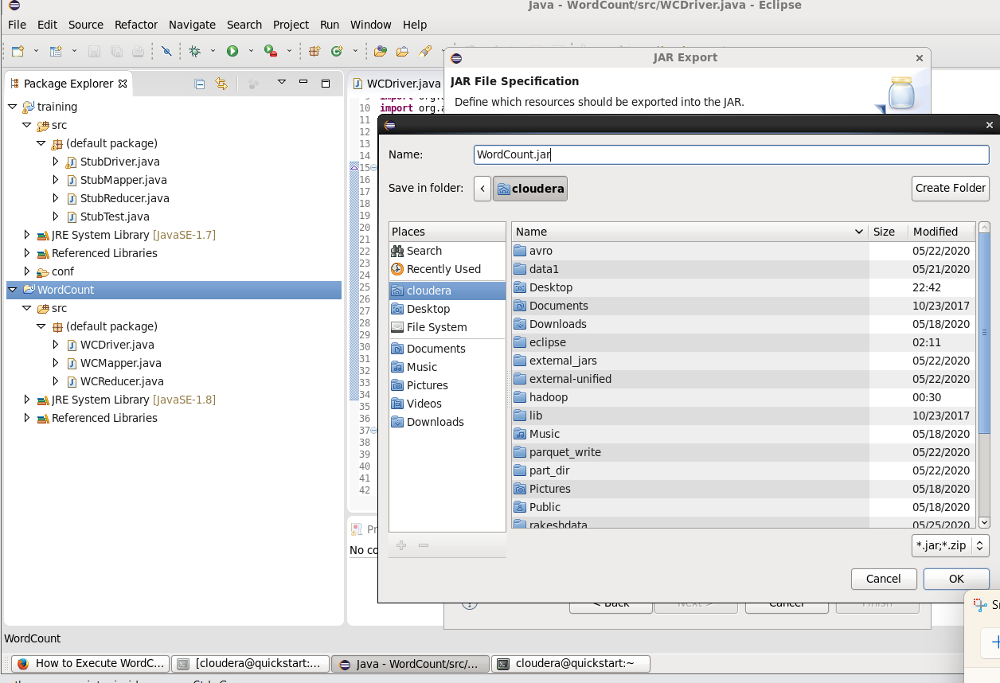 Java - WordCount/src/WCDriver.java - Eclipse
File Edit Source Refactor Navigate Search Project Run Window Help
JAR Export
JAR File Specification
Define which resources should be exported into the JAR.
Package Explorer
training
src
(default package)
StubDriver.java
StubMapper.java
StubReducer.java
StubTest.java
JRE System Library [JavaSE-1.7]
Referenced Libraries
conf
WordCount
src
(default package)
WCDriver.java
WCMapper.java
WCReducer.java
JRE System Library [JavaSE-1.8]
Referenced Libraries
WCDriver.java
9 import org.
10 import org.a
11
12
13
14
15
16
17
18
19
20
21
22
23
24
25
26
27
28
29
30
31
32
33
34
35
36
37
38
39
40
41
42
Pr
No co
Name: WordCount.jar
Save in folder: < cloudera Create Folder
Places
Search
Recently Used
cloudera
Desktop
File System
Documents
Music
Pictures
Videos
Downloads
Name Size Modified
avro 05/22/2020
data1 05/21/2020
Desktop 22:42
Documents 10/23/2017
Downloads 05/18/2020
eclipse 02:11
external_jars 05/22/2020
external-unified 05/22/2020
hadoop 00:30
lib 10/23/2017
Music 05/18/2020
parquet_write 05/22/2020
part_dir 05/22/2020
Pictures 05/18/2020
Public 05/18/2020
rakeshdata 05/25/2020
*.jar;*.zip
Cancel OK
< Back Next > Cancel Finish
Sn
WordCount
How to Execute WordC... [cloudera@quickstart:... Java - WordCount/src/... cloudera@quickstart:~